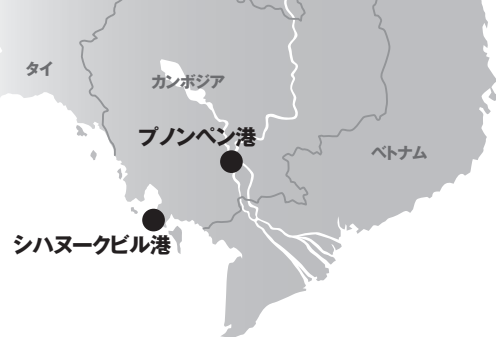 タイ
カンボジア
プノンペン港
ベトナム
シハヌークビル港